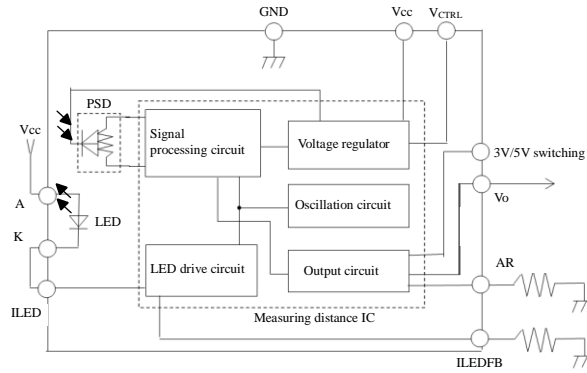 GND
Vcc
VCTRL
PSD
Signal
processing circuit
Voltage regulator
3V/5V switching
Vcc
A
LED
Oscillation circuit
Vo
K
LED drive circuit
Output circuit
AR
ILED
Measuring distance IC
ILEDFB